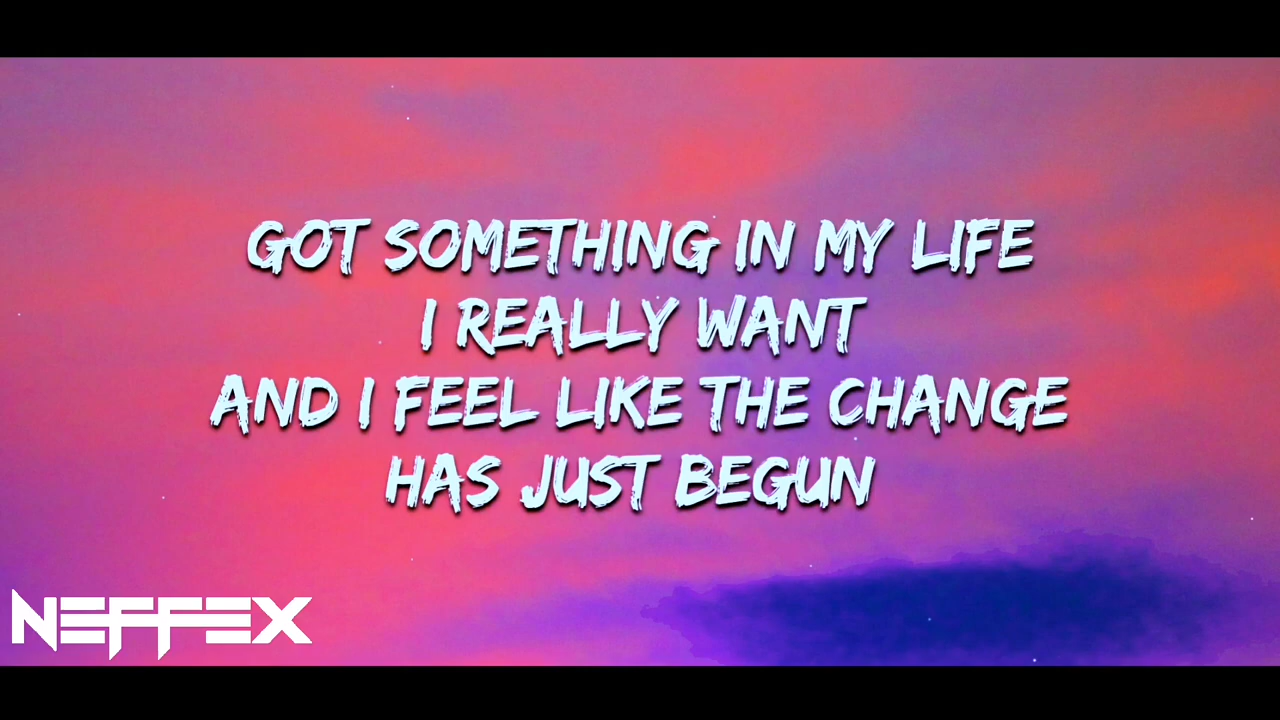 GOT SOMETHING IN MY LIFE
I REALLY WANT
AND I FEEL LIKE THE CHANGE
HAS JUST BEGUN
NEFFEX